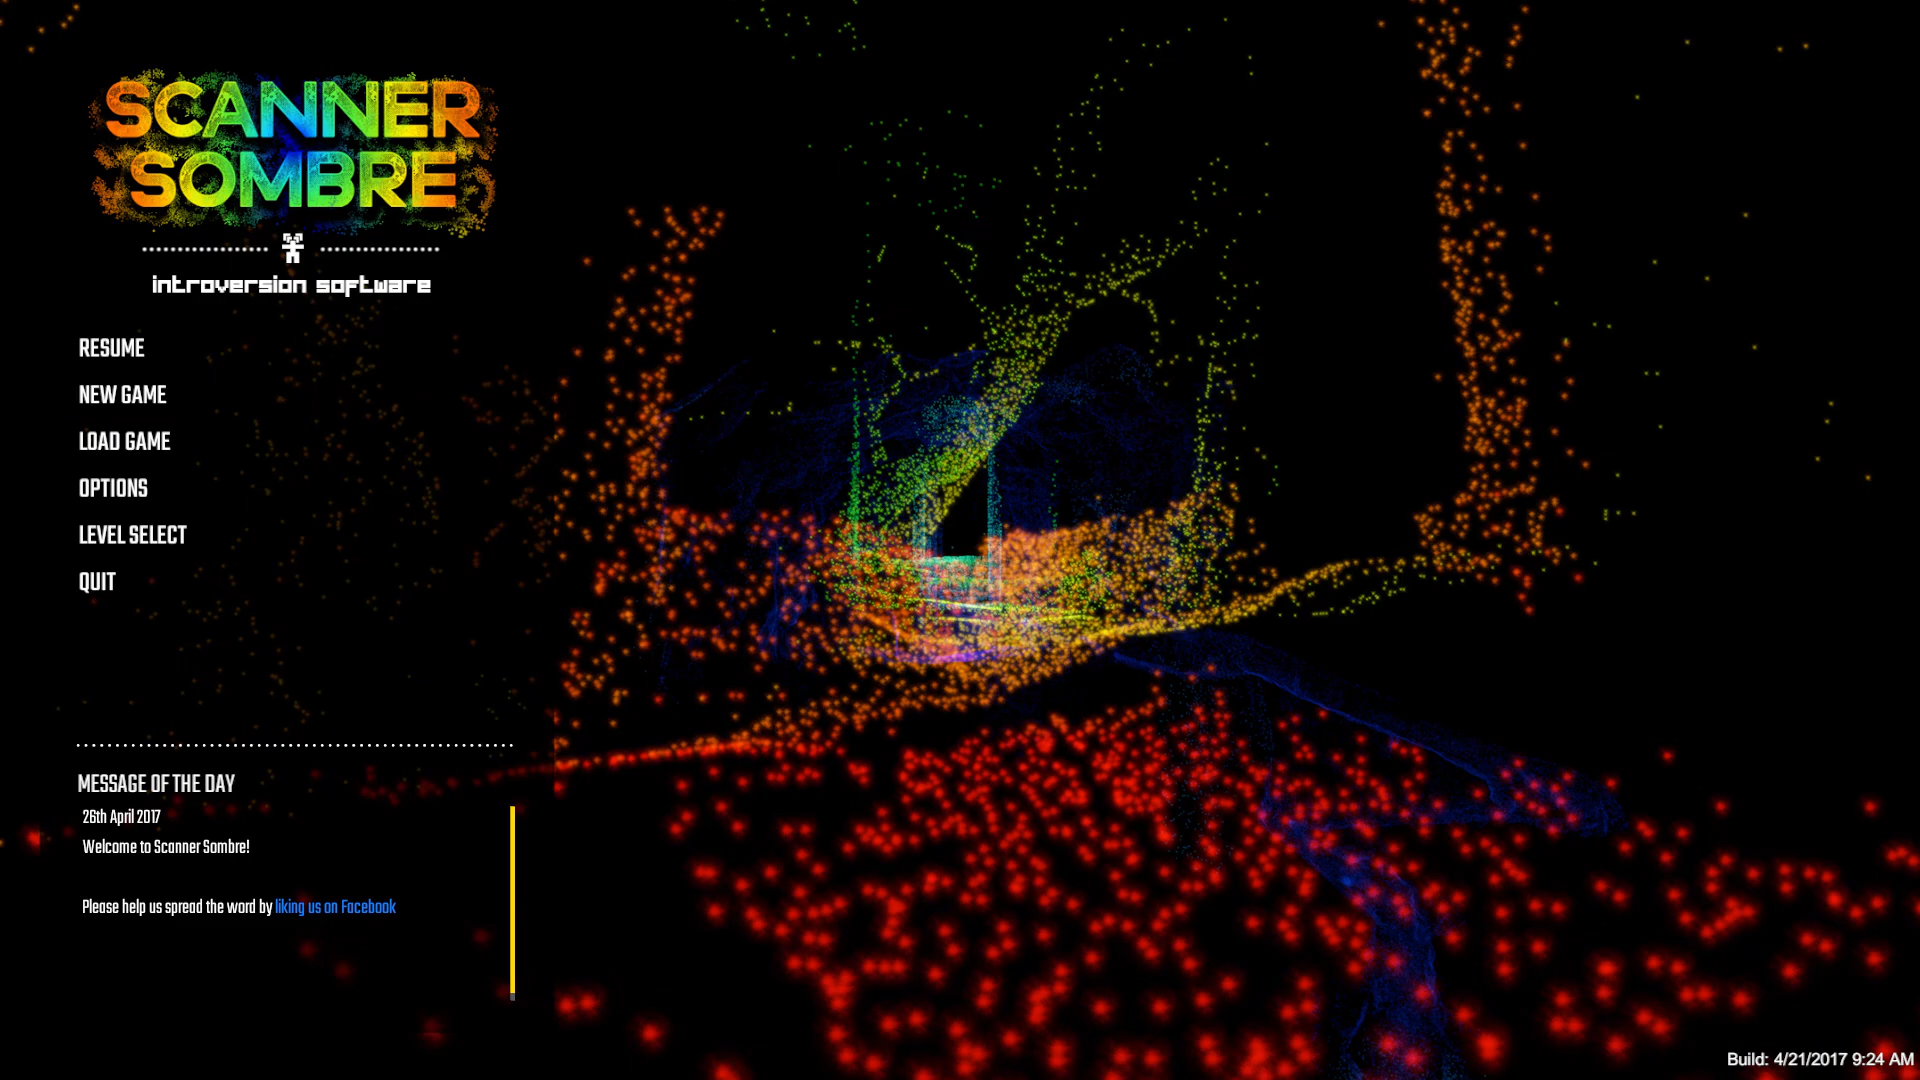 SCANNER
SOMBRE
introversion software
RESUME
NEW GAME
LOAD GAME
OPTIONS
LEVEL SELECT
QUIT
MESSAGE OF THE DAY
26th April 2017
Welcome to Scanner Sombre!
Please help us spread the word by liking us on Facebook
Build: 4/21/2017 9:24 AM